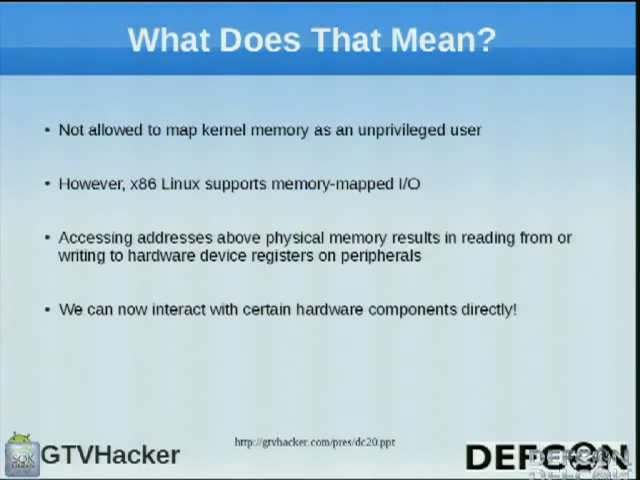 What Does That Mean?
• Not allowed to map kernel memory as an unprivileged user
• However, x86 Linux supports memory-mapped I/O
• Accessing addresses above physical memory results in reading from or
writing to hardware device registers on peripherals
• We can now interact with certain hardware components directly!
http://gtvhacker.com/pres/dc20.ppt
GTVHacker
DEFCON
DEFCON